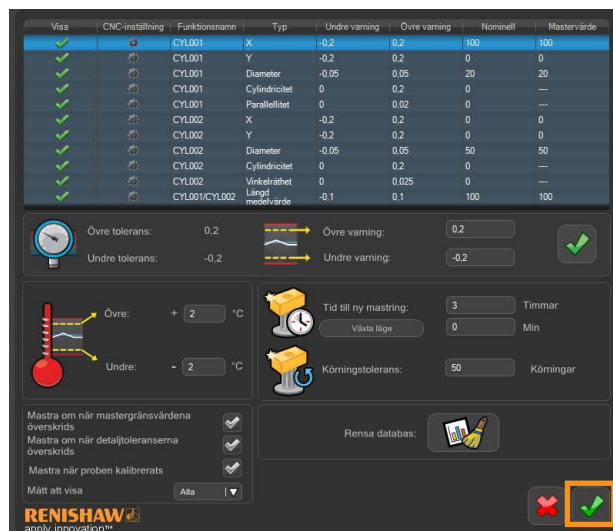 Visa CNC-inställning Funktionsnamn Typ Undre varning Övre varning Nominell Mastervärde
CYL001 X -0,2 0,2 100 100
CYL001 Y -0,2 0,2 0 0
CYL001 Diameter -0.05 0,05 20 20
CYL001 Cylindricitet 0 0,2 0 ---
CYL001 Parallellitet 0 0,02 0 ---
CYL002 X -0,2 0,2 0 0
CYL002 Y -0,2 0,2 0 0
CYL002 Diameter -0.05 0,05 50 50
CYL002 Cylindricitet 0 0,2 0 ---
CYL002 Vinkelräthet 0 0,025 0 ---
CYL001/CYL002 Längd medelvärde -0.1 0.1 100 100
Övre tolerans: 0,2 Övre varning: 0,2
Undre tolerans: -0,2 Undre varning: -0,2
Övre: + 2 °C
Undre: - 2 °C
Tid till ny mastring: 3 Timmar
Växla läge 0 Min
Körningstolerans: 50 Körningar
Mastra om när mastergränsvärdena
överskrids
Mastra om när detaljtoleranserna
överskrids
Mastra när proben kalibrerats
Mått att visa Alla
Rensa databas:
RENISHAW
apply innovation™